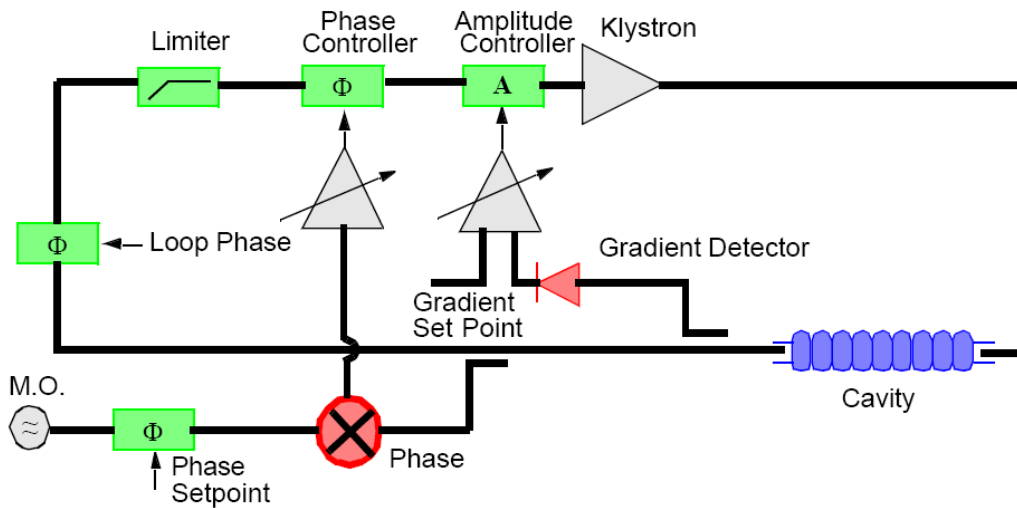 Limiter
Phase
Controller
Amplitude
Controller
Klystron
Φ
A
Φ
Loop Phase
Gradient Detector
Gradient
Set Point
M.O.
Cavity
≈
Φ
Phase
Phase
Setpoint